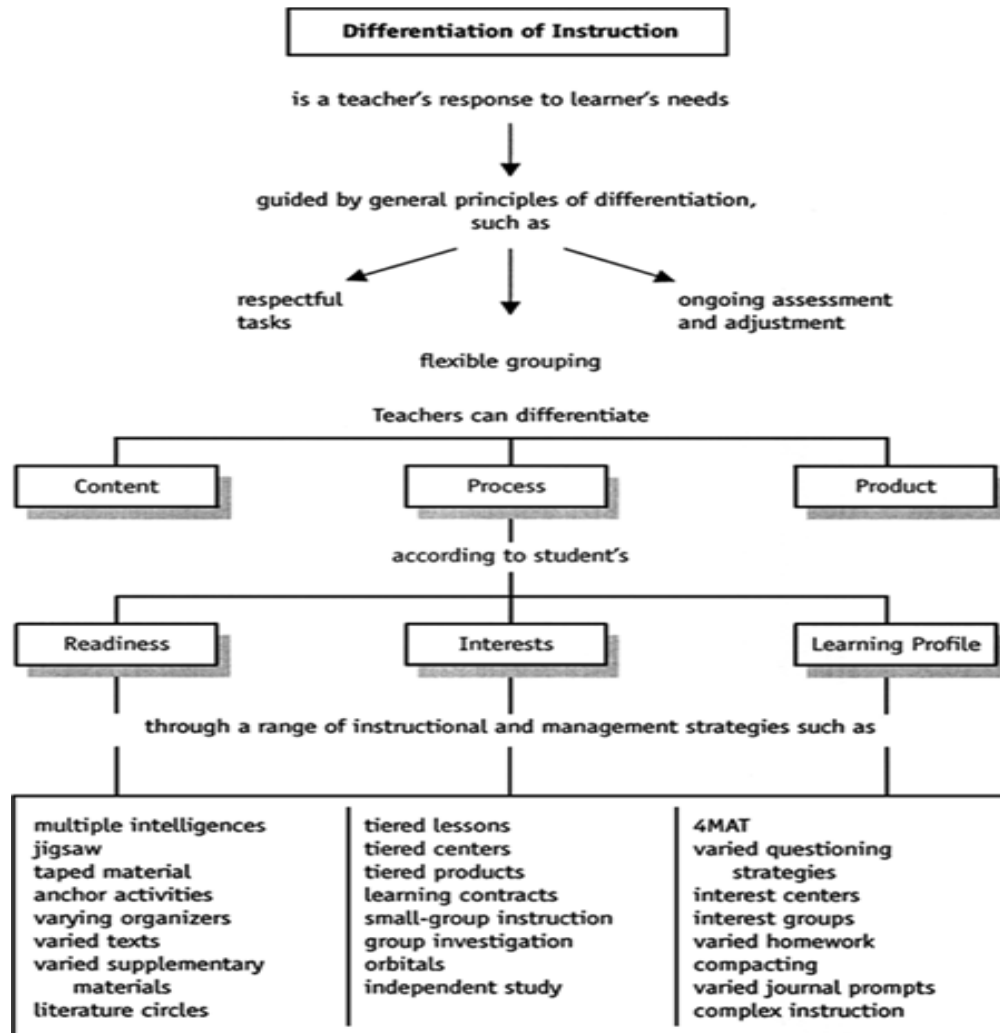 Differentiation of Instruction
is a teacher's response to learner's needs
guided by general principles of differentiation,
such as
respectful
tasks
ongoing assessment
and adjustment
flexible grouping
Teachers can differentiate
Content
Process
Product
according to student's
Readiness
Interests
Learning Profile
through a range of instructional and management strategies such as
multiple intelligences
jigsaw
taped material
anchor activities
varying organizers
varied texts
varied supplementary
materials
literature circles
tiered lessons
tiered centers
tiered products
learning contracts
small-group instruction
group investigation
orbitals
independent study
4MAT
varied questioning
strategies
interest centers
interest groups
varied homework
compacting
varied journal prompts
complex instruction